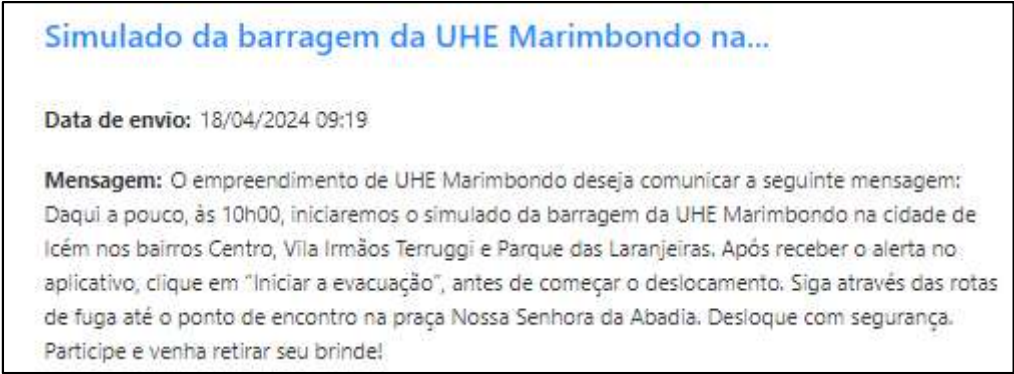 Simulado da barragem da UHE Marimbondo na...
Data de envio: 18/04/2024 09:19
Mensagem: O empreendimento de UHE Marimbondo deseja comunicar a seguinte mensagem:
Daqui a pouco, às 10h00, iniciaremos o simulado da barragem da UHE Marimbondo na cidade de
Icém nos bairros Centro, Vila Irmãos Terruggi e Parque das Laranjeiras. Após receber o alerta no
aplicativo, clique em "Iniciar a evacuação", antes de começar o deslocamento. Siga através das rotas
de fuga até o ponto de encontro na praça Nossa Senhora da Abadia. Desloque com segurança.
Participe e venha retirar seu brinde!